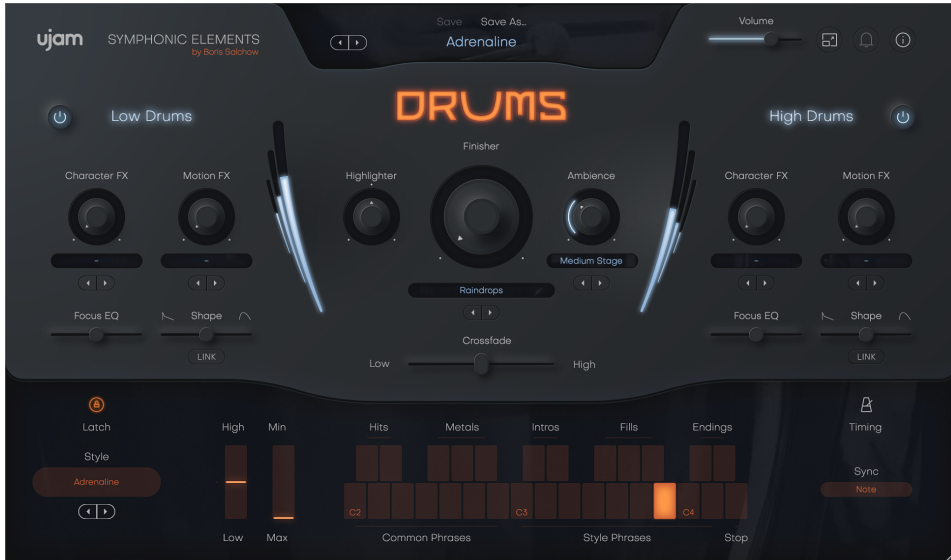 ujam
SYMPHONIC ELEMENTS
by Boris Salchow
Save Save As..
Adrenaline
Volume
DRUMS
Low Drums
High Drums
Finisher
Character FX
Motion FX
Highlighter
Ambience
Character FX
Motion FX
-
-
Medium Stage
-
-
Raindrops
Focus EQ
Shape
LINK
Crossfade
Low
High
Focus EQ
Shape
LINK
Latch
Style
Adrenaline
High
Min
Low
Max
Hits
Metals
Intros
Fills
Endings
C2
C3
C4
Common Phrases
Style Phrases
Stop
Timing
Sync
Note